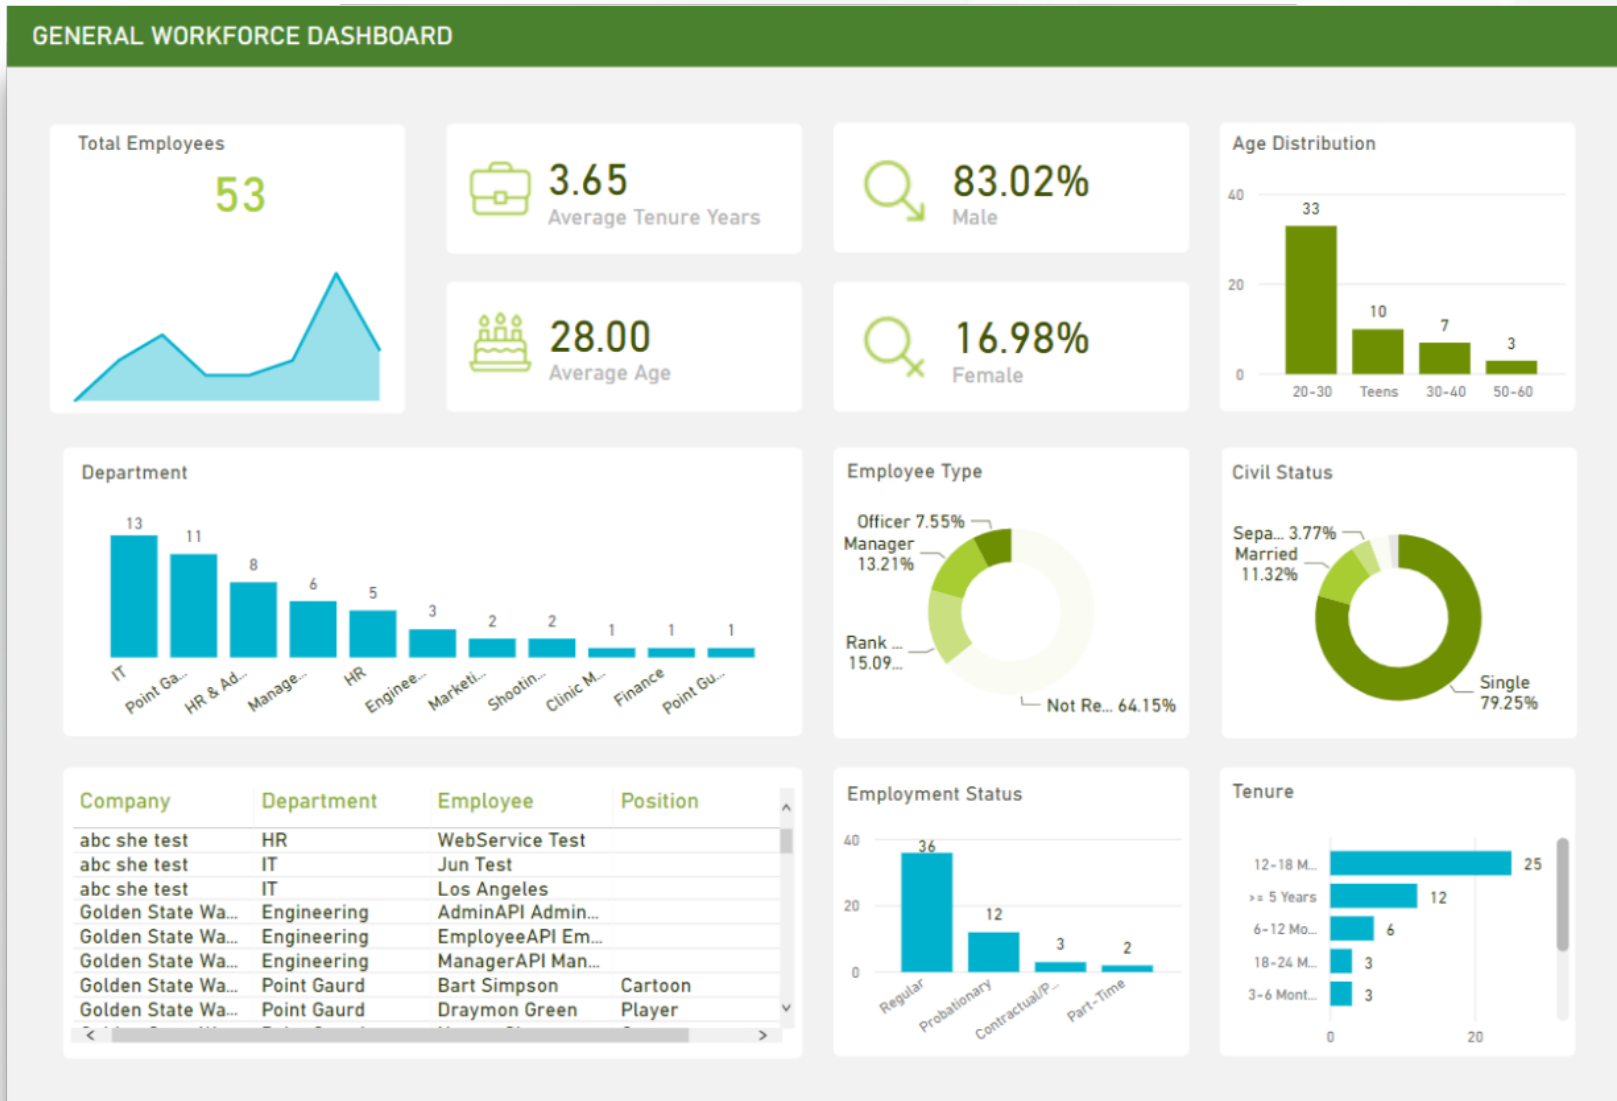 GENERAL WORKFORCE DASHBOARD
Total Employees
53
3.65
Average Tenure Years
28.00
Average Age
83.02%
Male
16.98%
Female
Age Distribution
40
20
0
33
10
7
3
20-30 Teens 30-40 50-60
Department
13
11
8
6
5
3
2
2
1
1
1
IT
Point Ga...
HR & Ad...
Manage...
HR
Enginee...
Marketi...
Shootin...
Clinic M...
Finance
Point Gu...
Employee Type
Officer 7.55%
Manager
13.21%
Rank ...
15.09...
Not Re... 64.15%
Civil Status
Sepa... 3.77%
Married
11.32%
Single
79.25%
Company Department Employee Position
abc she test HR WebService Test
abc she test IT Jun Test
abc she test IT Los Angeles
Golden State Wa... Engineering AdminAPI Admin...
Golden State Wa... Engineering EmployeeAPI Em...
Golden State Wa... Engineering ManagerAPI Man...
Golden State Wa... Point Gaurd Bart Simpson Cartoon
Golden State Wa... Point Gaurd Draymon Green Player
Employment Status
40
20
0
36
12
3
2
Regular
Probationary
Contractual/P...
Part-Time
Tenure
12-18 M... 25
>= 5 Years 12
6-12 Mo... 6
18-24 M... 3
3-6 Mont... 3
0 20